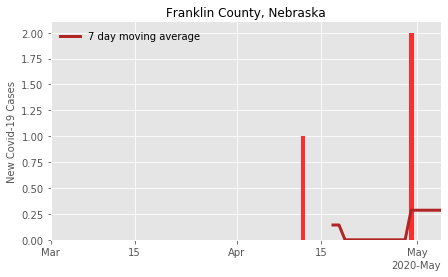 Franklin County, Nebraska
7 day moving average
New Covid-19 Cases
2.00
1.75
1.50
1.25
1.00
0.75
0.50
0.25
0.00
Mar 15 Apr 15 May
2020-May